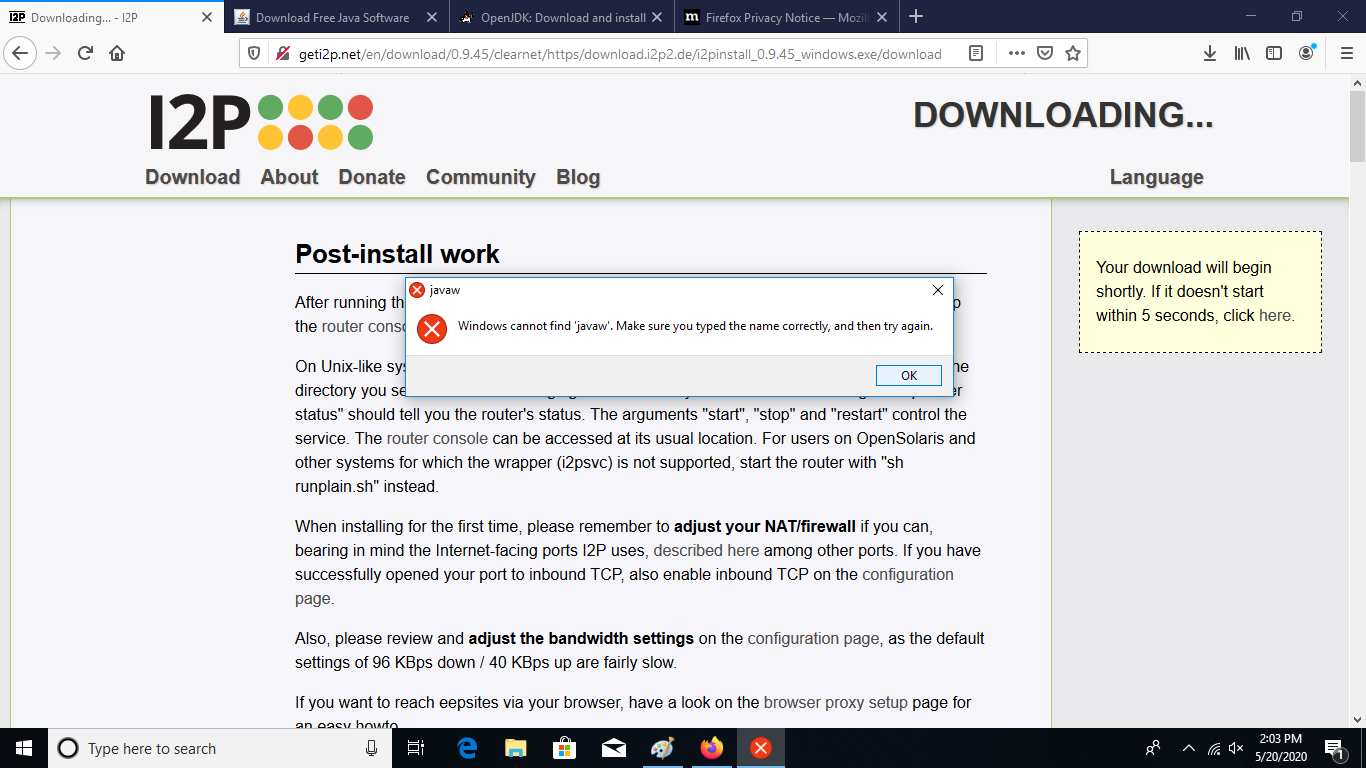 Downloading... - I2P
Download Free Java Software
OpenJDK: Download and install
Firefox Privacy Notice — Mozil
geti2p.net/en/download/0.9.45/clearnet/https/download.i2p2.de/i2pinstall_0.9.45_windows.exe/download
I2P
DOWNLOADING...
Download About Donate Community Blog
Language
Post-install work
Your download will begin
shortly. If it doesn't start
within 5 seconds, click here.
After running th
p
the router conso
javaw
Windows cannot find 'javaw'. Make sure you typed the name correctly, and then try again.
OK
On Unix-like sys
he
directory you se
er
status" should tell you the router's status. The arguments "start", "stop" and "restart" control the
service. The router console can be accessed at its usual location. For users on OpenSolaris and
other systems for which the wrapper (i2psvc) is not supported, start the router with "sh
runplain.sh" instead.
When installing for the first time, please remember to adjust your NAT/firewall if you can,
bearing in mind the Internet-facing ports I2P uses, described here among other ports. If you have
successfully opened your port to inbound TCP, also enable inbound TCP on the configuration
page.
Also, please review and adjust the bandwidth settings on the configuration page, as the default
settings of 96 KBps down / 40 KBps up are fairly slow.
If you want to reach eepsites via your browser, have a look on the browser proxy setup page for
an easy howto
Type here to search
2:03 PM
5/20/2020
1